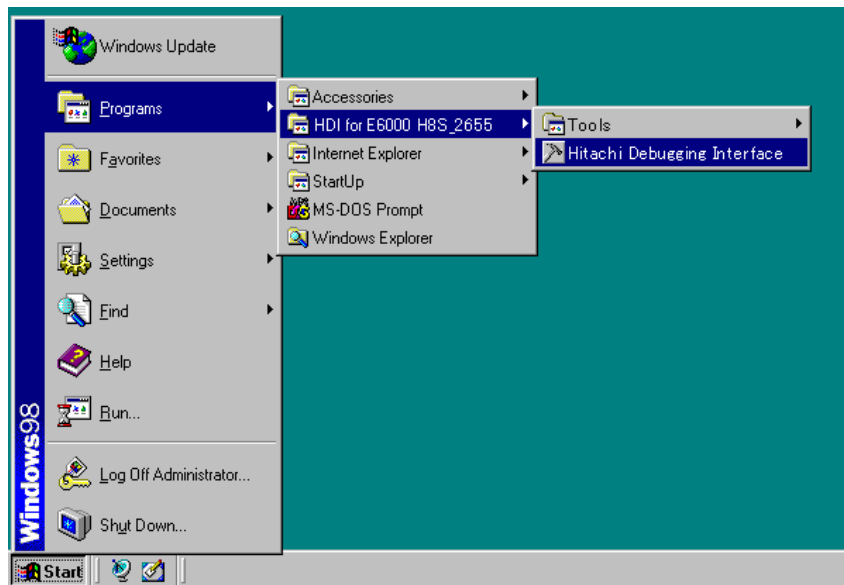 Windows Update
Programs
Favorites
Documents
Settings
Find
Help
Run...
Log Off Administrator...
Shut Down...
Windows98
Start
Accessories
HDI for E6000 H8S_2655
Internet Explorer
StartUp
MS-DOS Prompt
Windows Explorer
Tools
Hitachi Debugging Interface